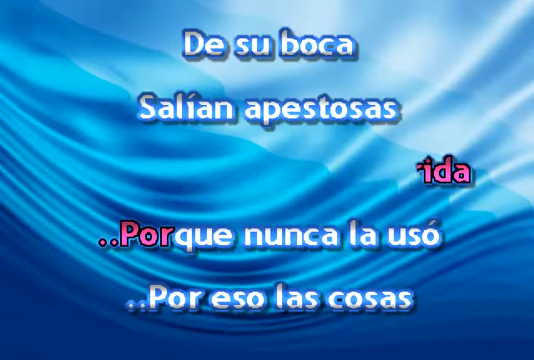 De su boca
Salían apestosas
ida
..Porque nunca la usó
..Por eso las cosas